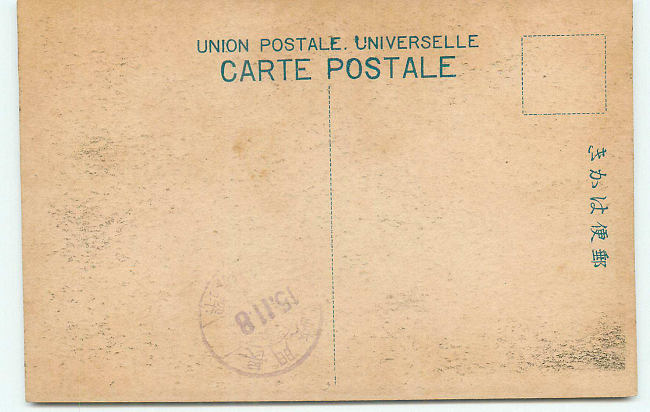 UNION POSTALE. UNIVERSELLE
CARTE POSTALE
きかは便郵
15.11.8